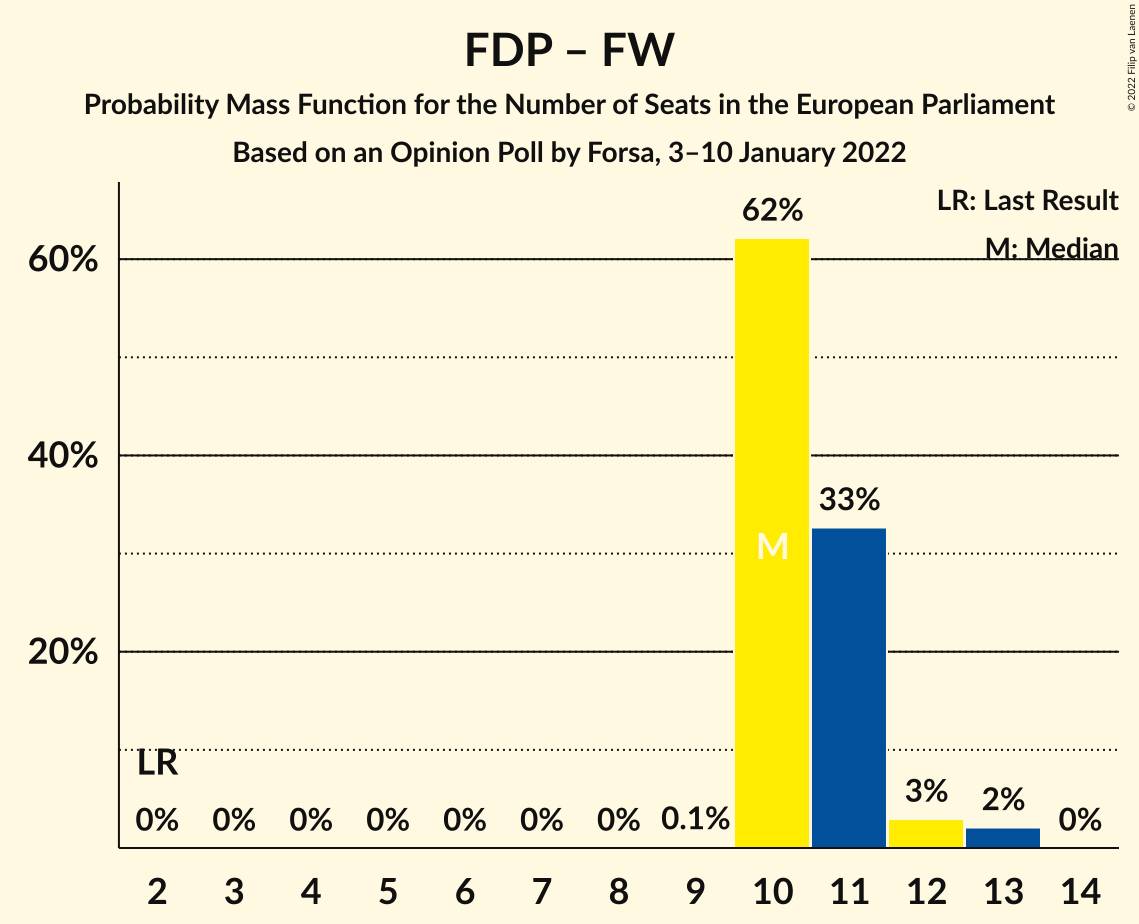 FDP – FW
Probability Mass Function for the Number of Seats in the European Parliament
Based on an Opinion Poll by Forsa, 3–10 January 2022
© 2022 Filip van Laenen
LR: Last Result
M: Median
62%
60%
40%
33%
M
20%
LR
0% 0% 0% 0% 0% 0% 0% 0.1% 3% 2% 0%
2 3 4 5 6 7 8 9 10 11 12 13 14